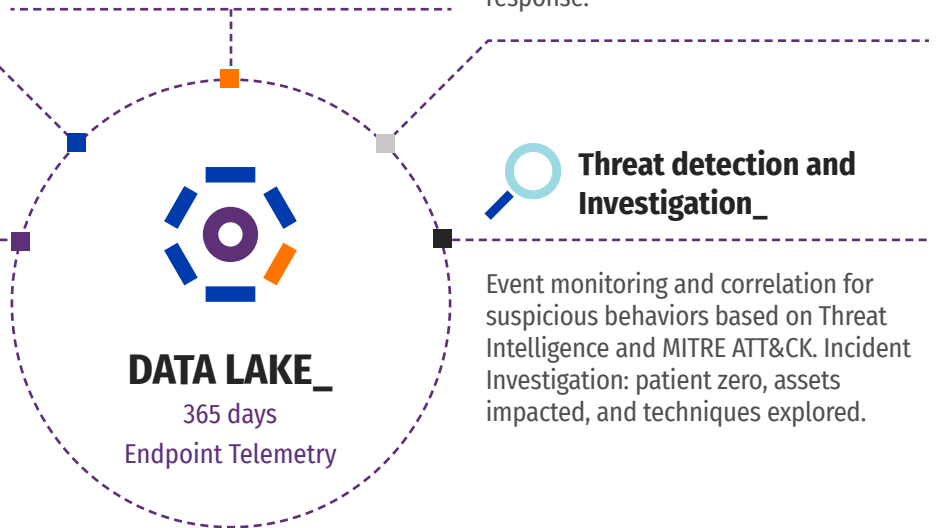 response.
Threat detection and
Investigation_
Event monitoring and correlation for
suspicious behaviors based on Threat
Intelligence and MITRE ATT&CK. Incident
Investigation: patient zero, assets
impacted, and techniques explored.
DATA LAKE_
365 days
Endpoint Telemetry